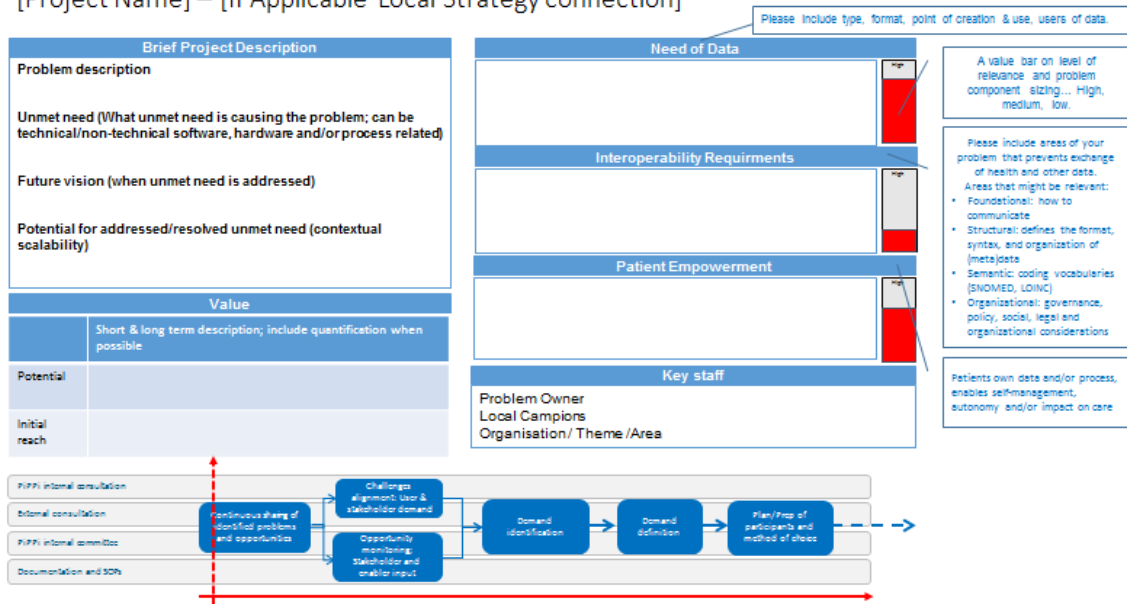 [Project Name] – [If Applicable Local Strategy connection]
Please include type, format, point of creation & use, users of data.
Brief Project Description
Problem description
Unmet need (What unmet need is causing the problem; can be
technical/non-technical software, hardware and/or process related)
Future vision (when unmet need is addressed)
Potential for addressed/resolved unmet need (contextual
scalability)
Value
Short & long term description; include quantification when
possible
Potential
Initial
reach
Need of Data
High
Interoperability Requirments
High
Patient Empowerment
High
Key staff
Problem Owner
Local Campions
Organisation/ Theme /Area
A value bar on level of
relevance and problem
component sizing... High,
medium, low.
Please include areas of your
problem that prevents exchange
of health and other data.
Areas that might be relevant:
• Foundational: how to
communicate
• Structural: defines the format,
syntax, and organization of
(meta)data
• Semantic: coding vocabularies
(SNOMED, LOINC)
• Organizational: governance,
policy, social, legal and
organizational considerations
Patients own data and/or process,
enables self-management,
autonomy and/or impact on care
PiPPi internal consultation
External consultation
PiPPi internal committee
Documentation and SOPs
Continuous sharing of
identified problems
and opportunities
Challenges
alignment: User &
stakeholder demand
Opportunity
monitoring:
Stakeholder and
enabler input
Demand
identification
Demand
definition
Plan/Prep of
participants and
method of choice